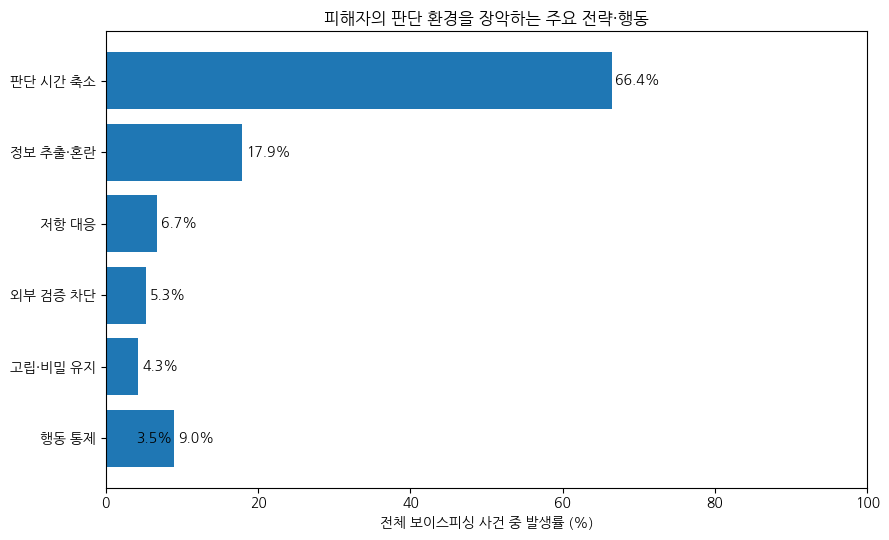 피해자의 판단 환경을 장악하는 주요 전략·행동
판단 시간 축소
66.4%
정보 추출·혼란
17.9%
저항 대응
6.7%
외부 검증 차단
5.3%
고립·비밀 유지
4.3%
행동 통제
3.5% 9.0%
0 20 40 60 80 100
전체 보이스피싱 사건 중 발생률 (%)